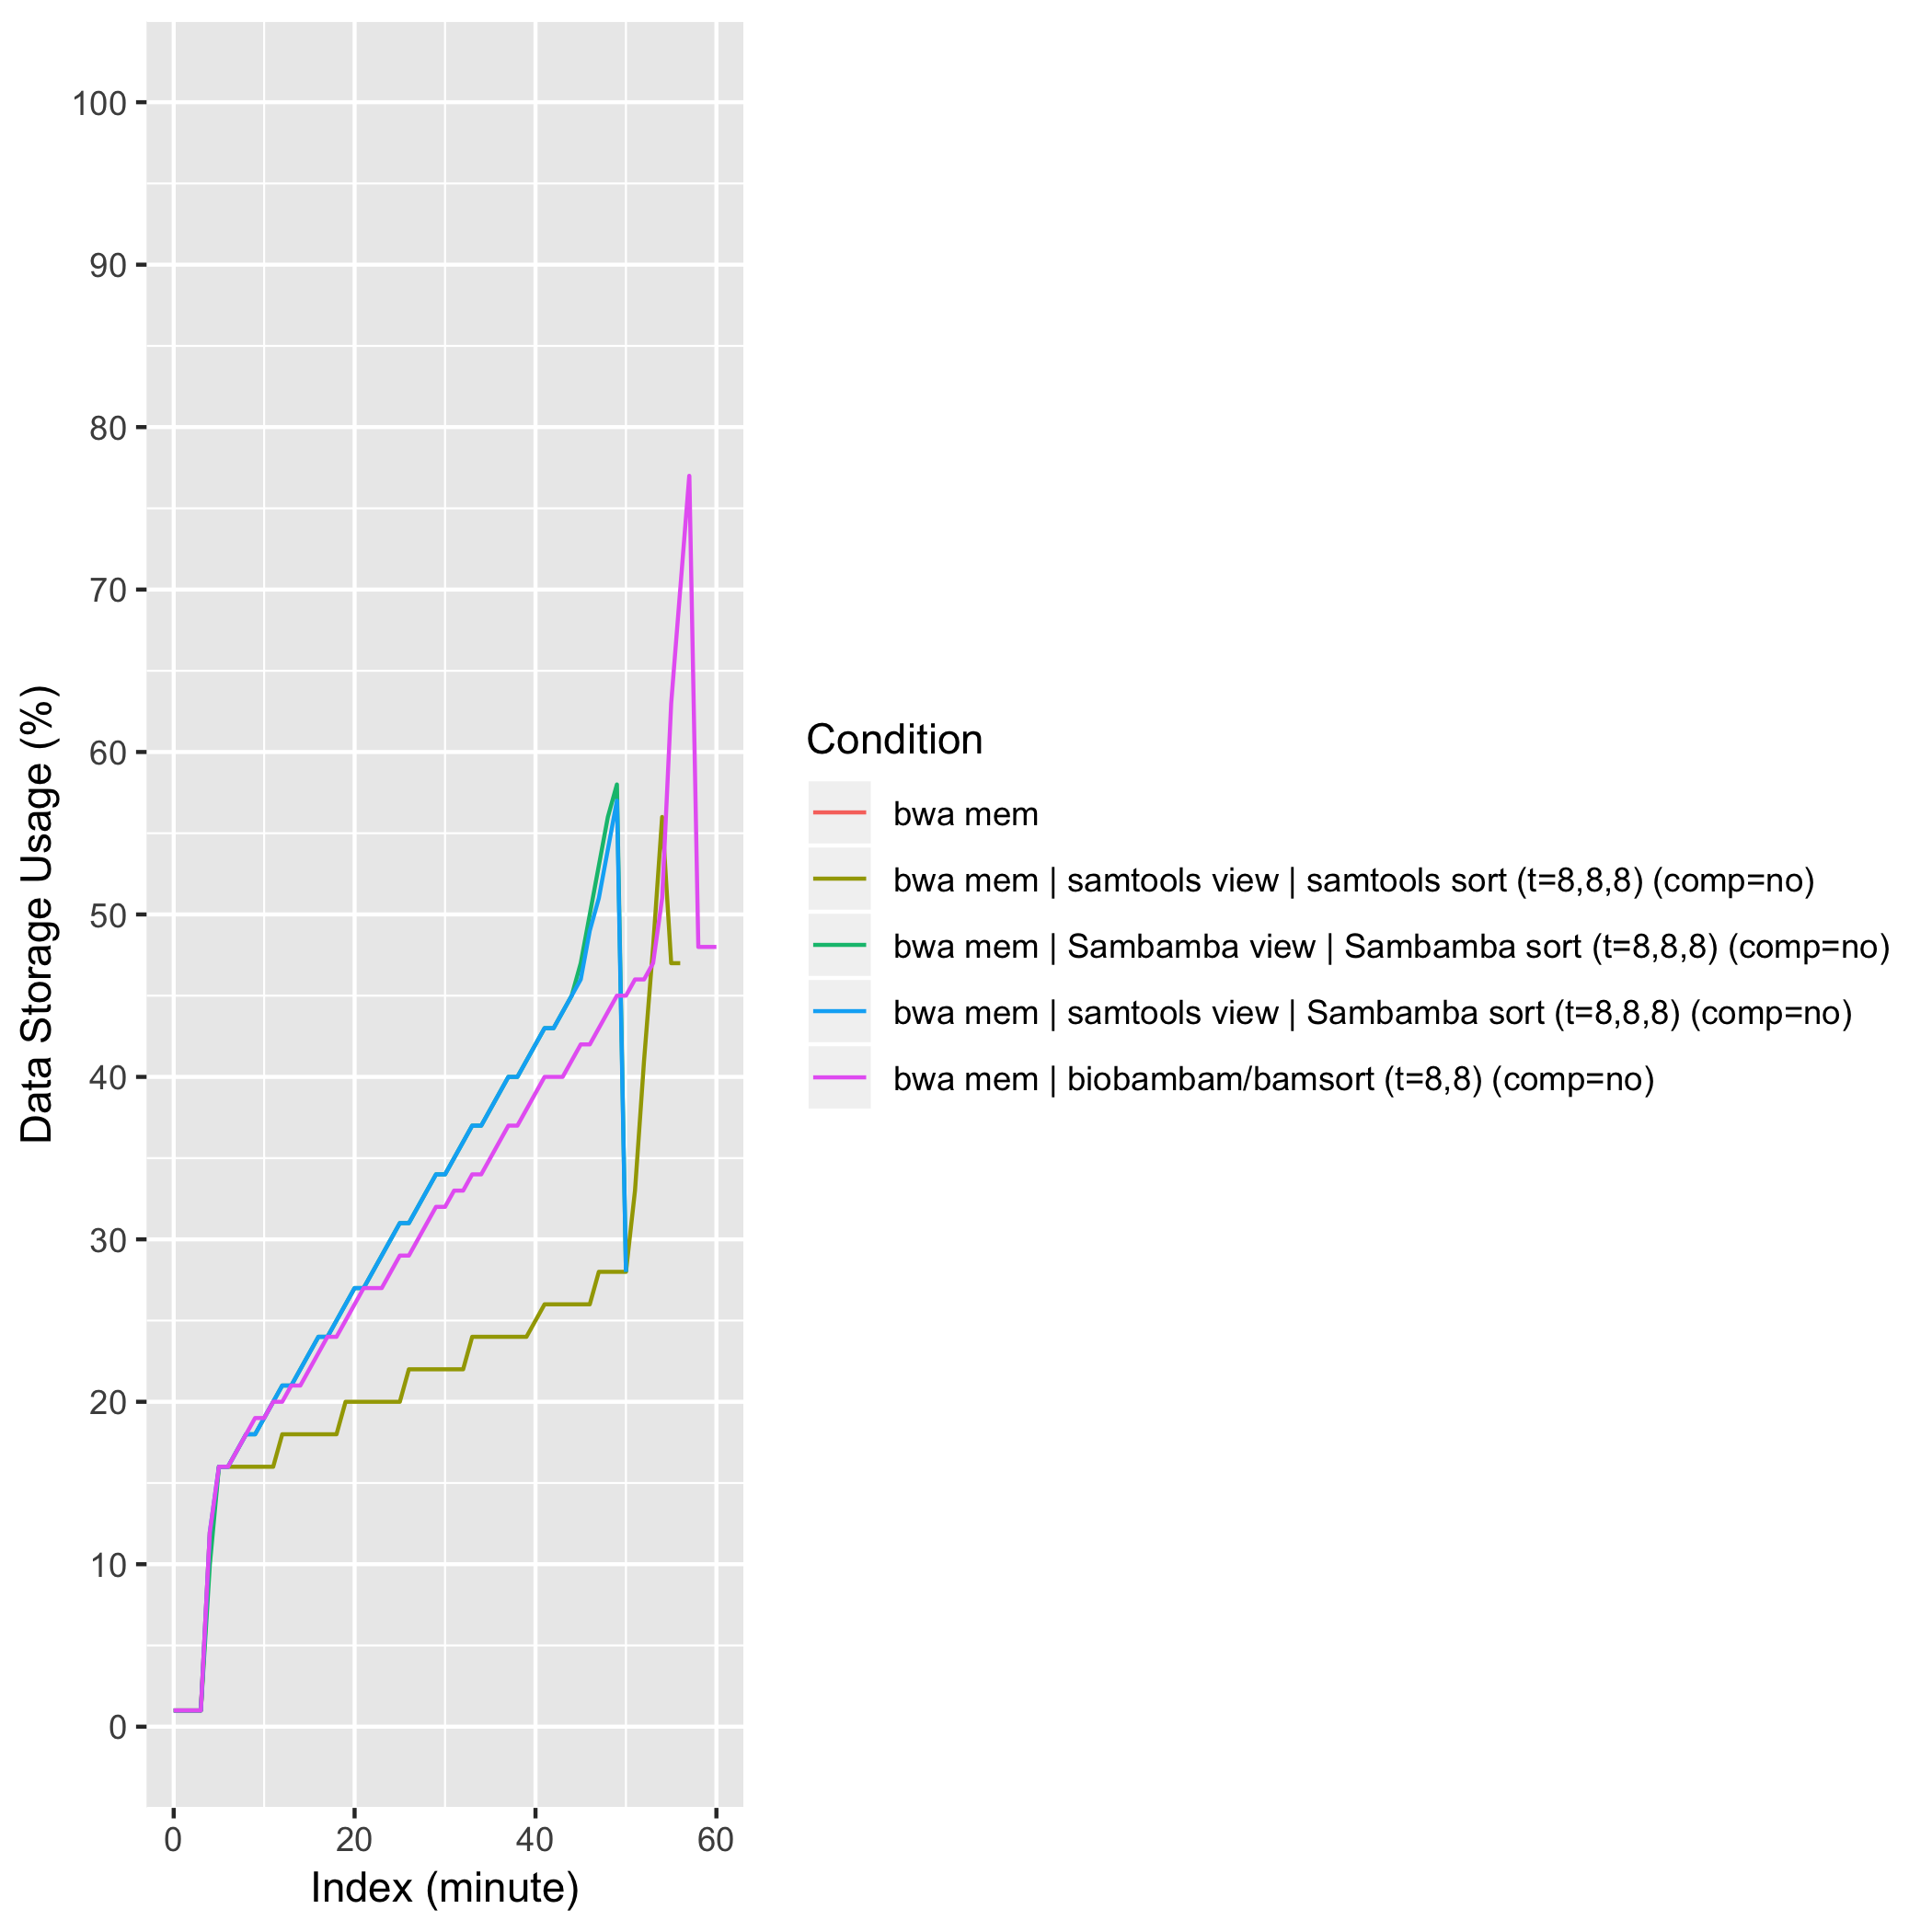 100
90
80
70
60
50
40
30
20
10
0
Data Storage Usage (%)
0 20 40 60
Index (minute)
Condition
bwa mem
bwa mem | samtools view | samtools sort (t=8,8,8) (comp=no)
bwa mem | Sambamba view | Sambamba sort (t=8,8,8) (comp=no)
bwa mem | samtools view | Sambamba sort (t=8,8,8) (comp=no)
bwa mem | biobambam/bamsort (t=8,8) (comp=no)